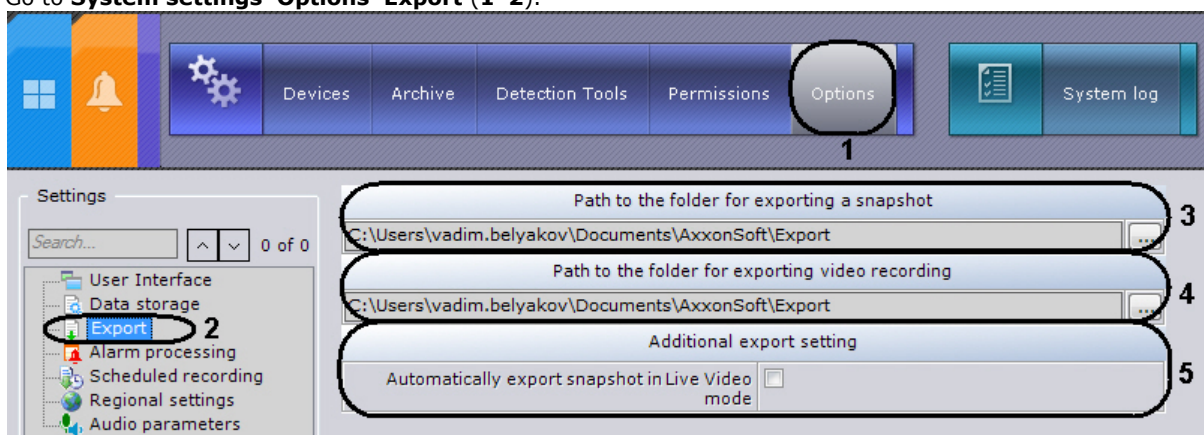 Go to System settings Options Export (1 2).
Devices Archive Detection Tools Permissions Options System log
1
Settings
Search... 0 of 0
User Interface
Data storage
Export 2
Alarm processing
Scheduled recording
Regional settings
Audio parameters
Path to the folder for exporting a snapshot
C:\Users\vadim.belyakov\Documents\AxxonSoft\Export ...
3
Path to the folder for exporting video recording
C:\Users\vadim.belyakov\Documents\AxxonSoft\Export ...
4
Additional export setting
Automatically export snapshot in Live Video
mode
5